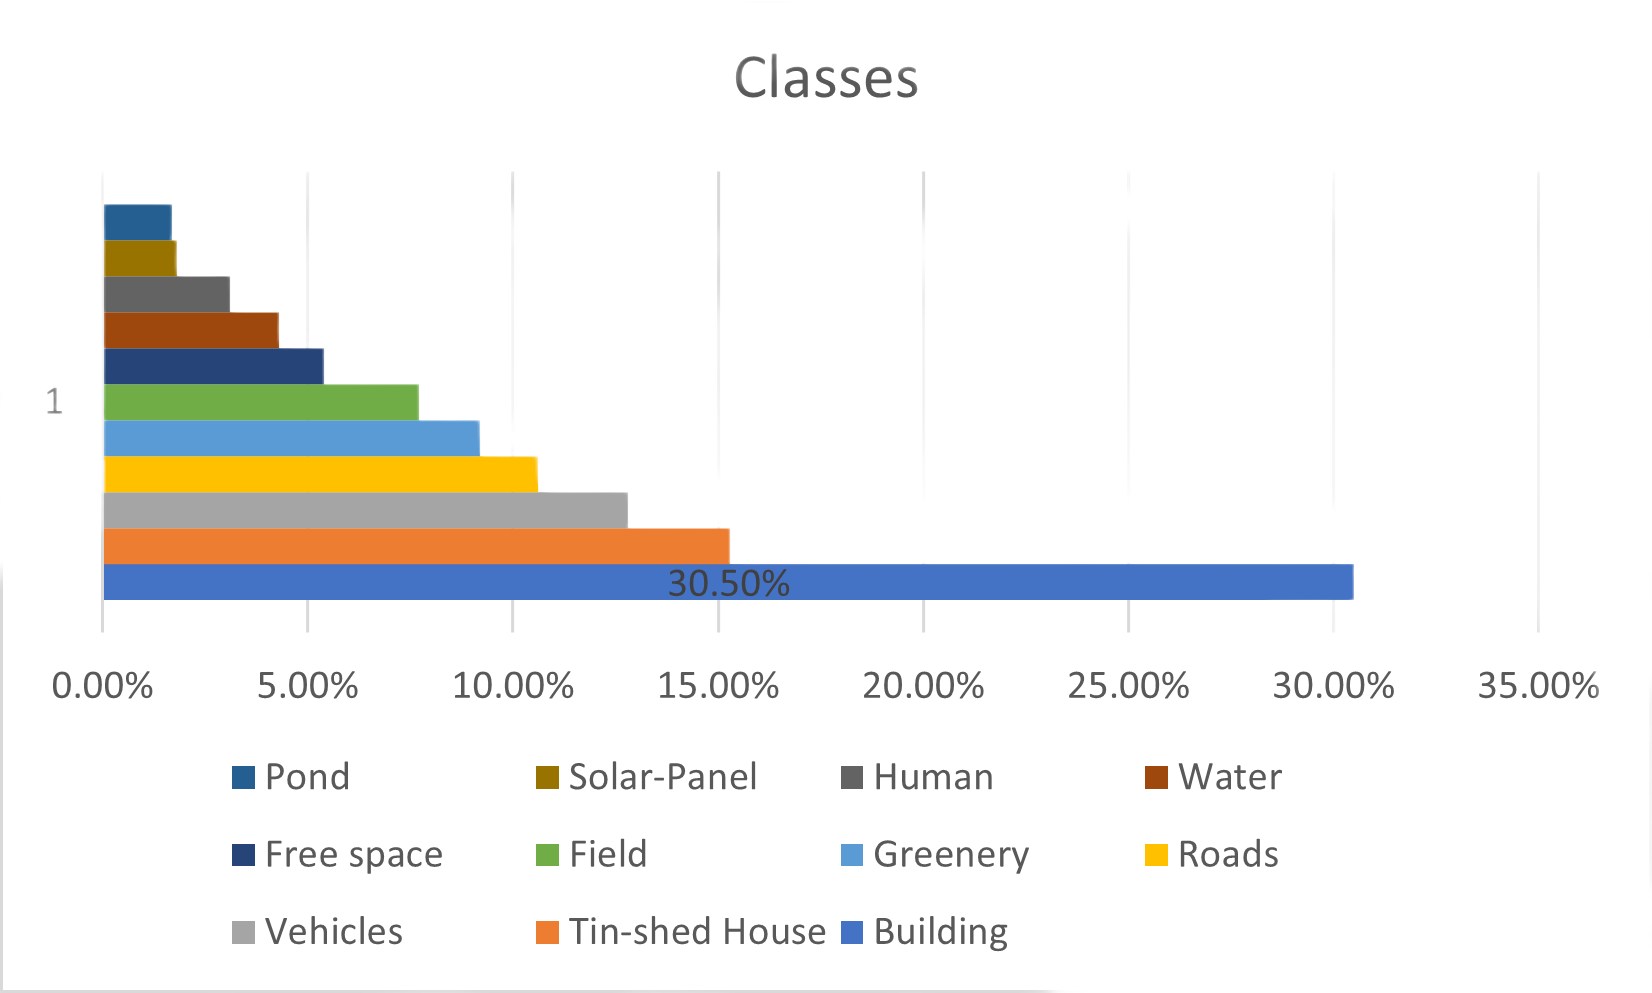 Classes
1
30.50%
0.00% 5.00% 10.00% 15.00% 20.00% 25.00% 30.00% 35.00%
Pond Solar-Panel Human Water
Free space Field Greenery Roads
Vehicles Tin-shed House Building